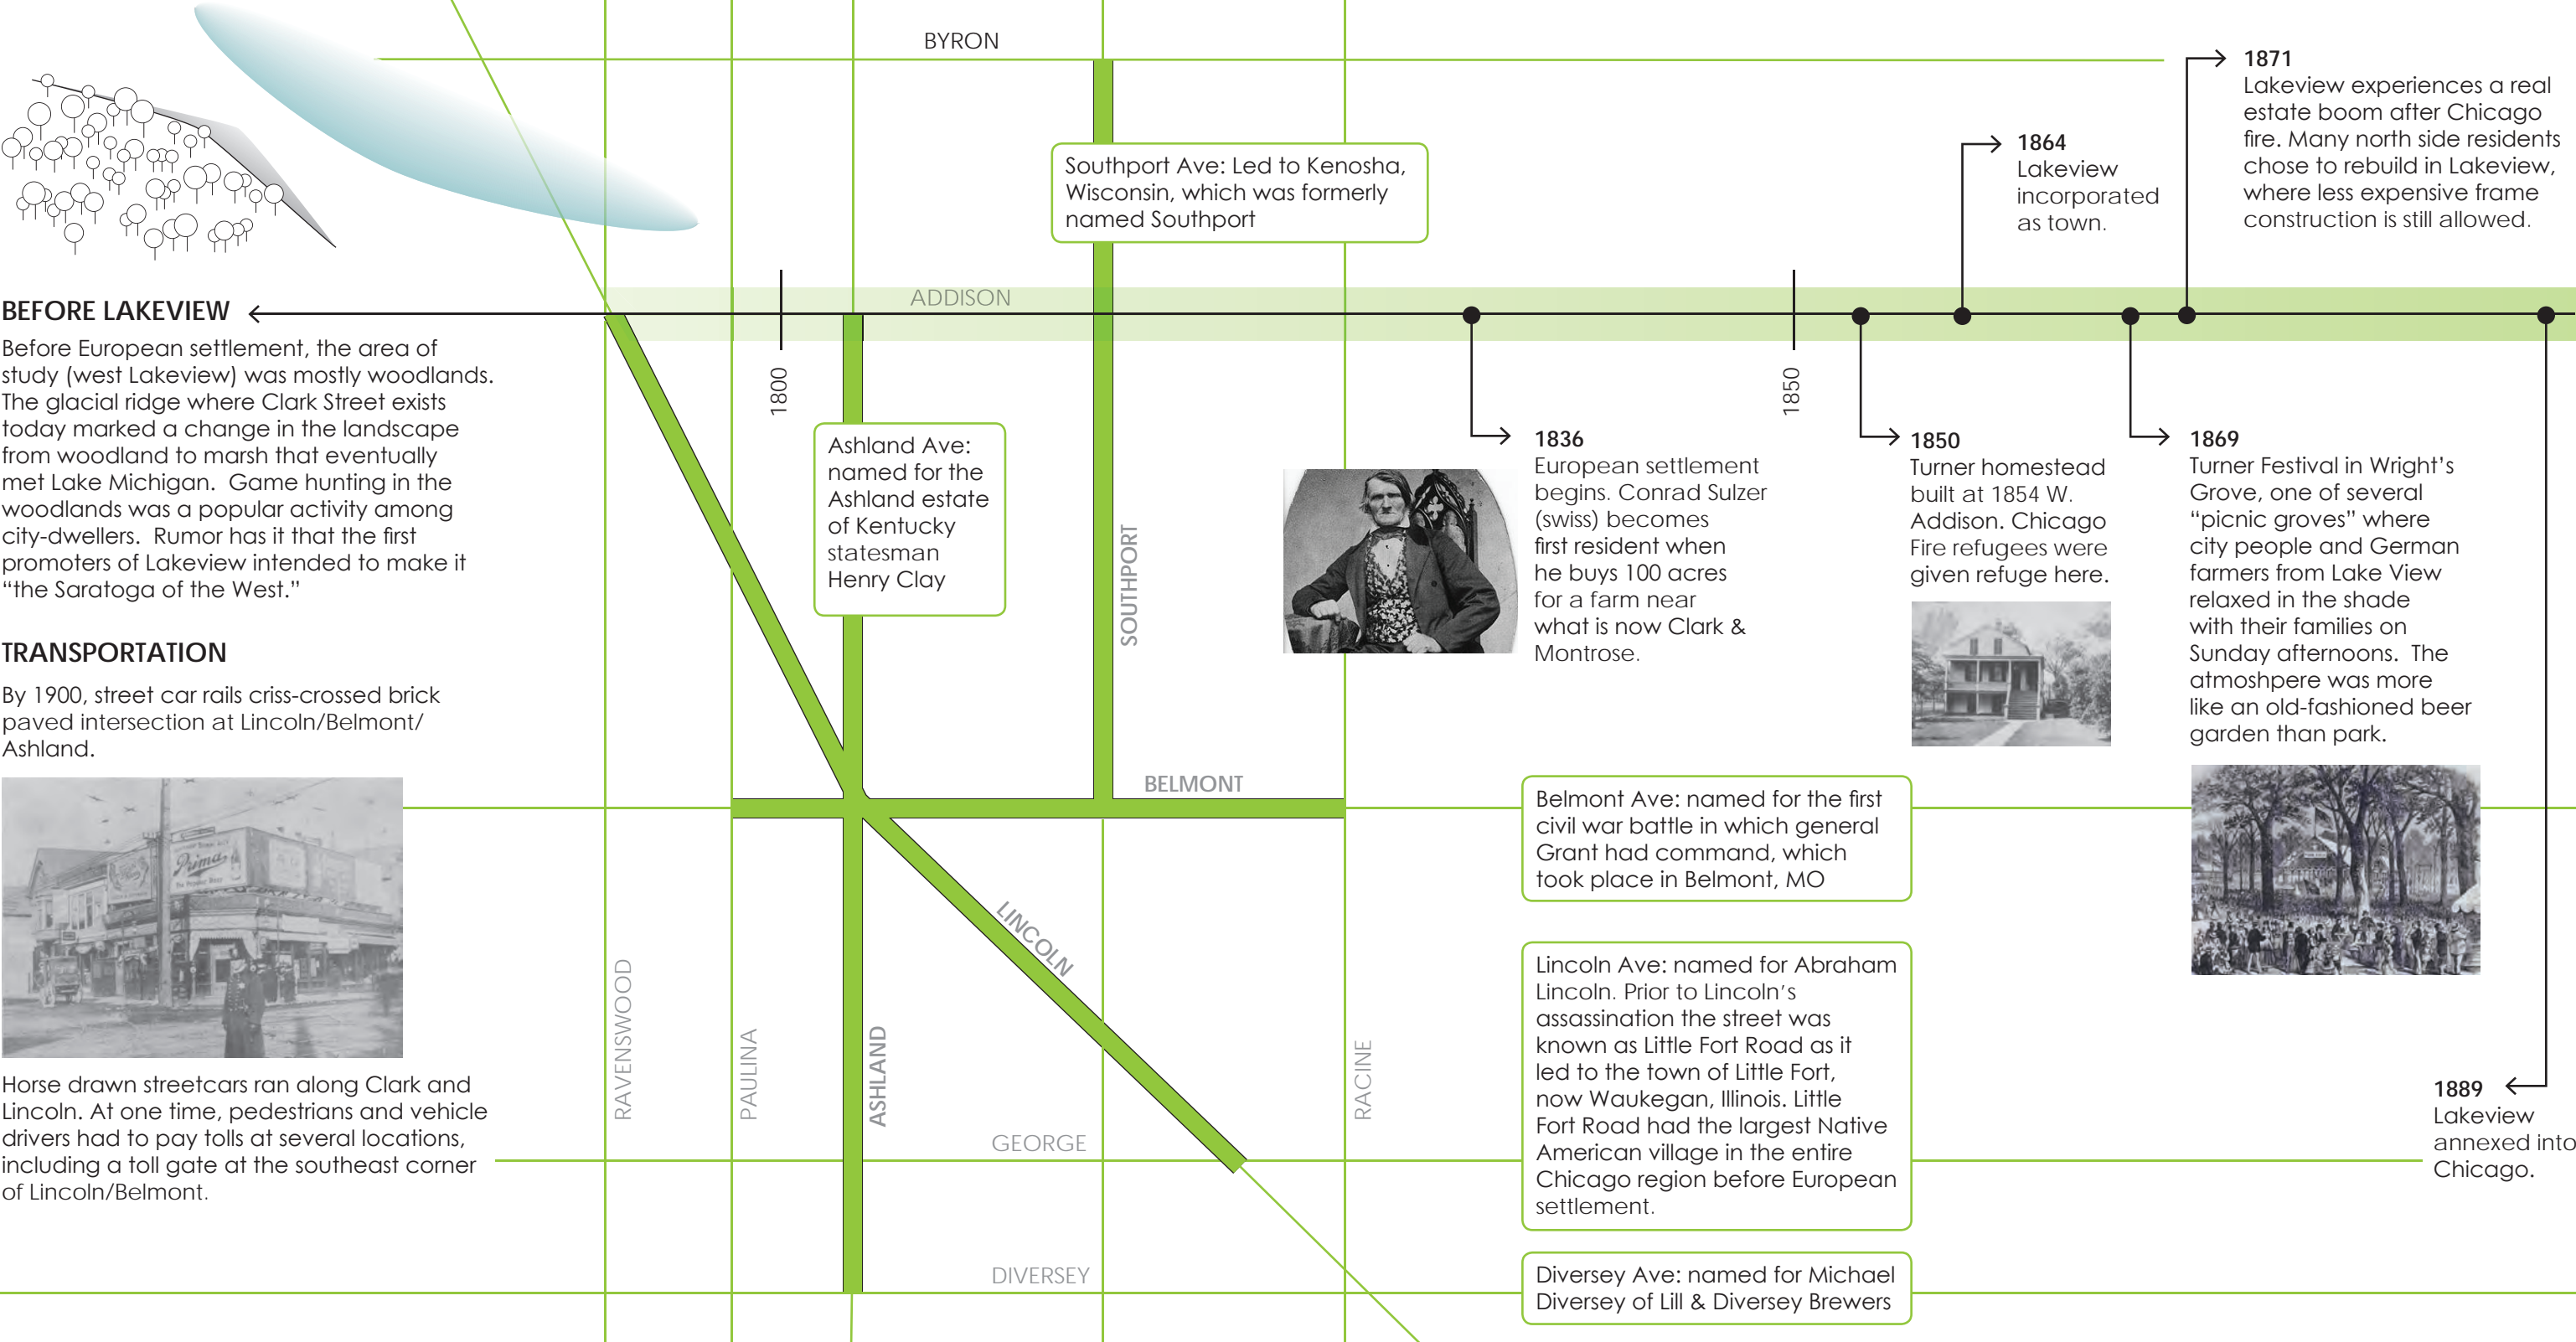 BYRON
1871
Lakeview experiences a real
estate boom after Chicago
fire. Many north side residents
chose to rebuild in Lakeview,
where less expensive frame
construction is still allowed.
1864
Lakeview
incorporated
as town.
Southport Ave: Led to Kenosha,
Wisconsin, which was formerly
named Southport
ADDISON
BEFORE LAKEVIEW
Before European settlement, the area of
study (west Lakeview) was mostly woodlands.
The glacial ridge where Clark Street exists
today marked a change in the landscape
from woodland to marsh that eventually
met Lake Michigan.  Game hunting in the
woodlands was a popular activity among
city-dwellers.  Rumor has it that the first
promoters of Lakeview intended to make it
“the Saratoga of the West.”
1800
1850
Ashland Ave:
named for the
Ashland estate
of Kentucky
statesman
Henry Clay
SOUTHPORT
1836
European settlement
begins. Conrad Sulzer
(swiss) becomes
first resident when
he buys 100 acres
for a farm near
what is now Clark &
Montrose.
1850
Turner homestead
built at 1854 W.
Addison. Chicago
Fire refugees were
given refuge here.
1869
Turner Festival in Wright’s
Grove, one of several
“picnic groves” where
city people and German
farmers from Lake View
relaxed in the shade
with their families on
Sunday afternoons.  The
atmoshpere was more
like an old-fashioned beer
garden than park.
TRANSPORTATION
By 1900, street car rails criss-crossed brick
paved intersection at Lincoln/Belmont/
Ashland.
Prima
Horse drawn streetcars ran along Clark and
Lincoln. At one time, pedestrians and vehicle
drivers had to pay tolls at several locations,
including a toll gate at the southeast corner
of Lincoln/Belmont.
BELMONT
LINCOLN
RAVENSWOOD
PAULINA
ASHLAND
RACINE
GEORGE
DIVERSEY
Belmont Ave: named for the first
civil war battle in which general
Grant had command, which
took place in Belmont, MO
Lincoln Ave: named for Abraham
Lincoln. Prior to Lincoln’s
assassination the street was
known as Little Fort Road as it
led to the town of Little Fort,
now Waukegan, Illinois. Little
Fort Road had the largest Native
American village in the entire
Chicago region before European
settlement.
Diversey Ave: named for Michael
Diversey of Lill & Diversey Brewers
1889
Lakeview
annexed into
Chicago.